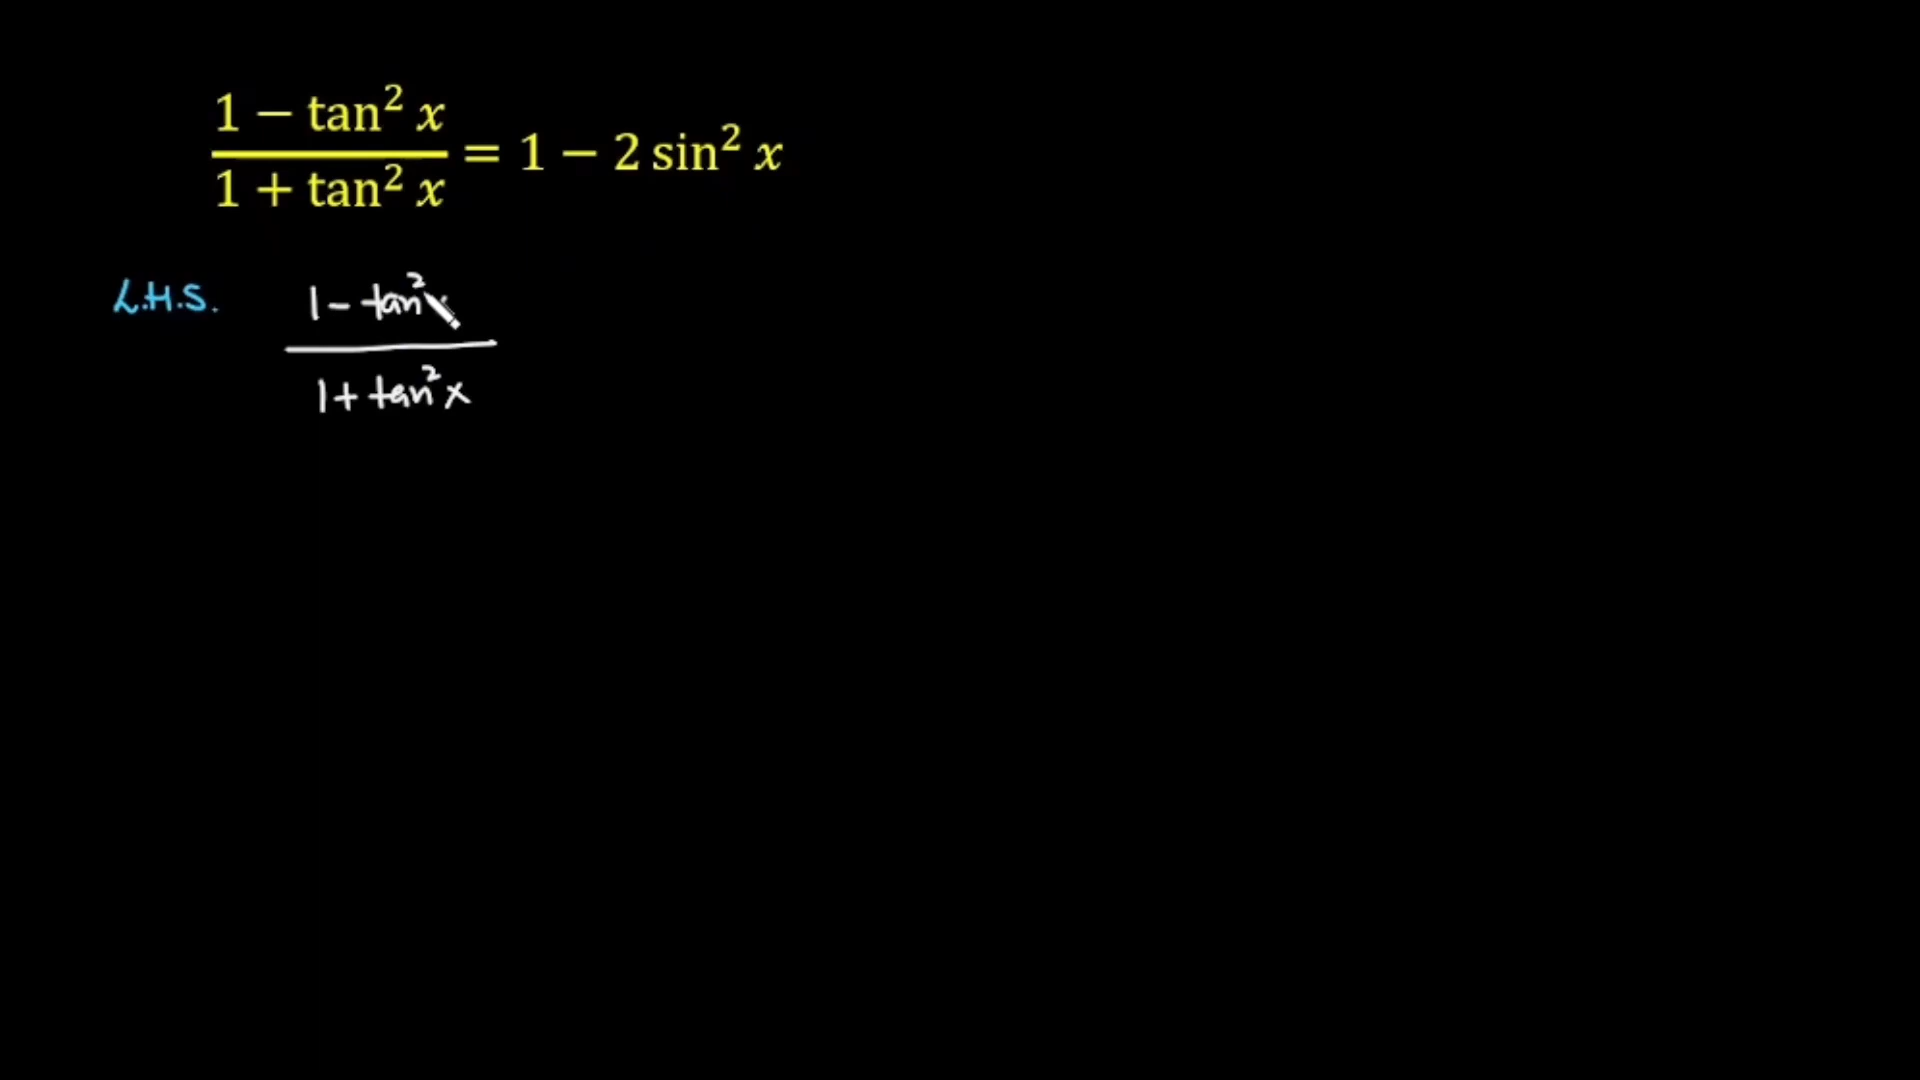 1 − tan² x
1 + tan² x = 1 − 2 sin² x
L.H.S. 1 - tan² x
1 + tan² x